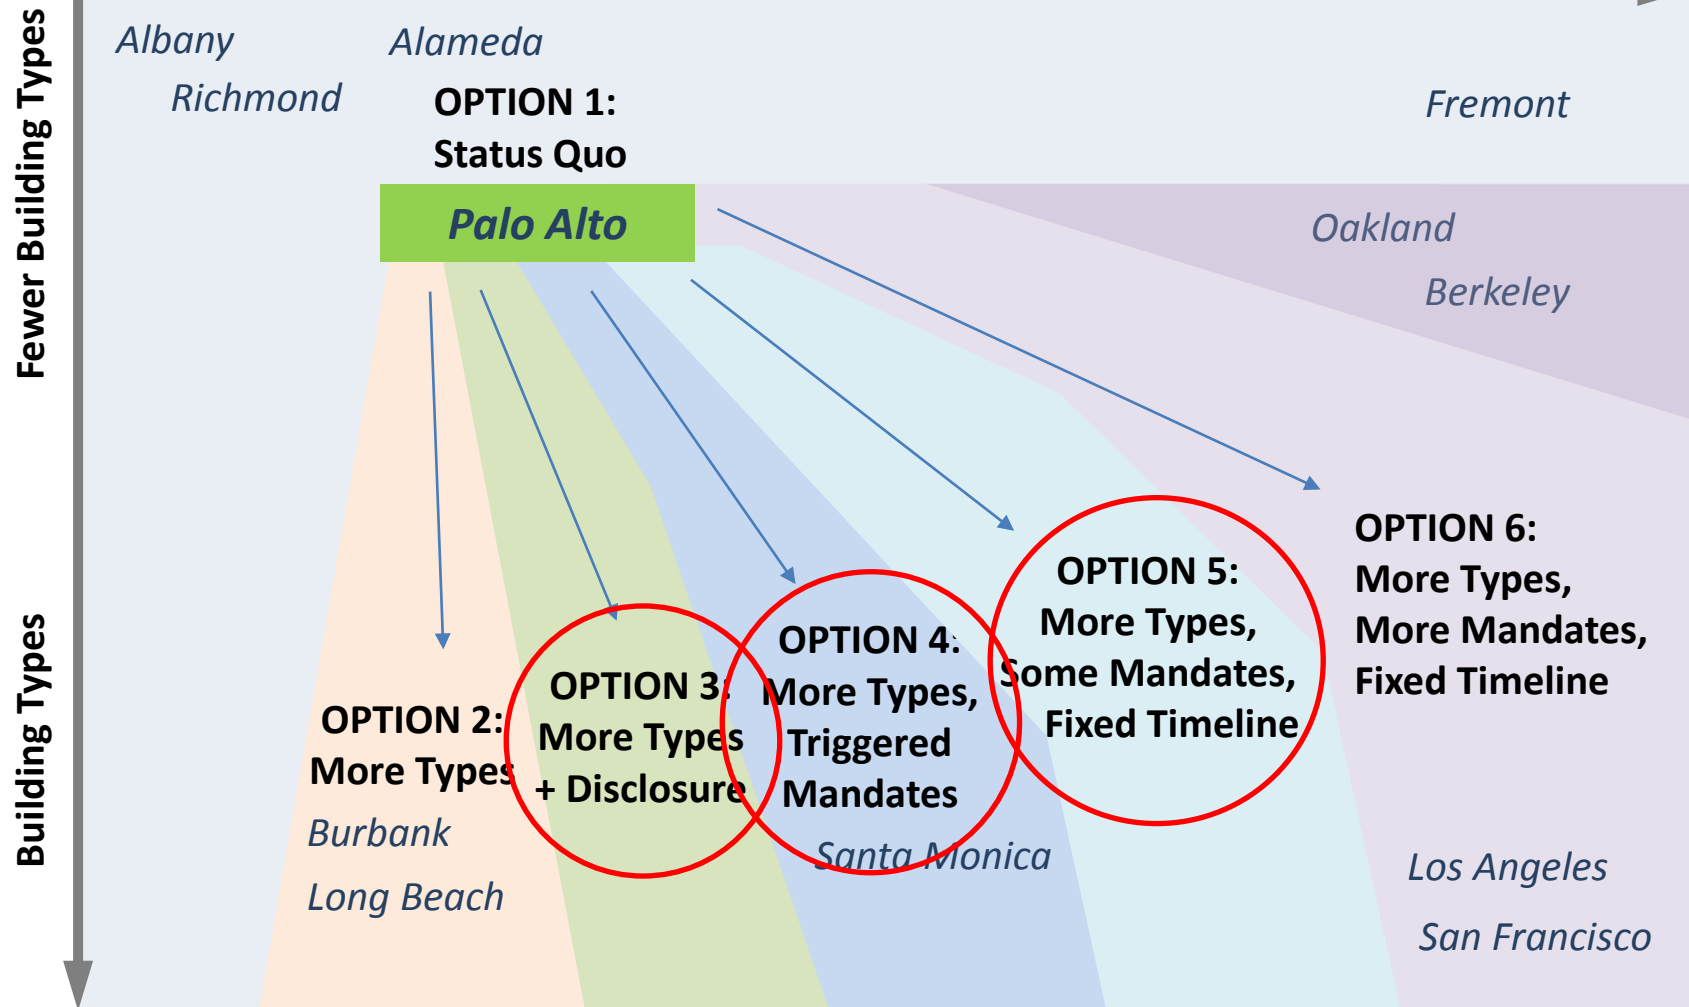 Fewer Building Types
Building Types
Albany
Alameda
Richmond
OPTION 1:
Status Quo
Fremont
Palo Alto
Oakland
Berkeley
OPTION 2:
More Types
Burbank
Long Beach
OPTION 3:
More Types
+ Disclosure
OPTION 4:
More Types,
Triggered
Mandates
Santa Monica
OPTION 5:
More Types,
Some Mandates,
Fixed Timeline
OPTION 6:
More Types,
More Mandates,
Fixed Timeline
Los Angeles
San Francisco